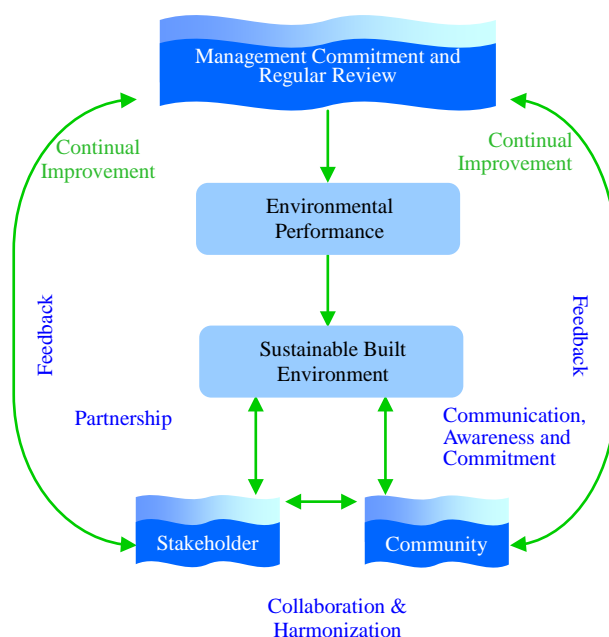 Management Commitment and
Regular Review
Continual
Improvement
Continual
Improvement
Environmental
Performance
Feedback
Feedback
Sustainable Built
Environment
Partnership
Communication,
Awareness and
Commitment
Stakeholder
Community
Collaboration &
Harmonization